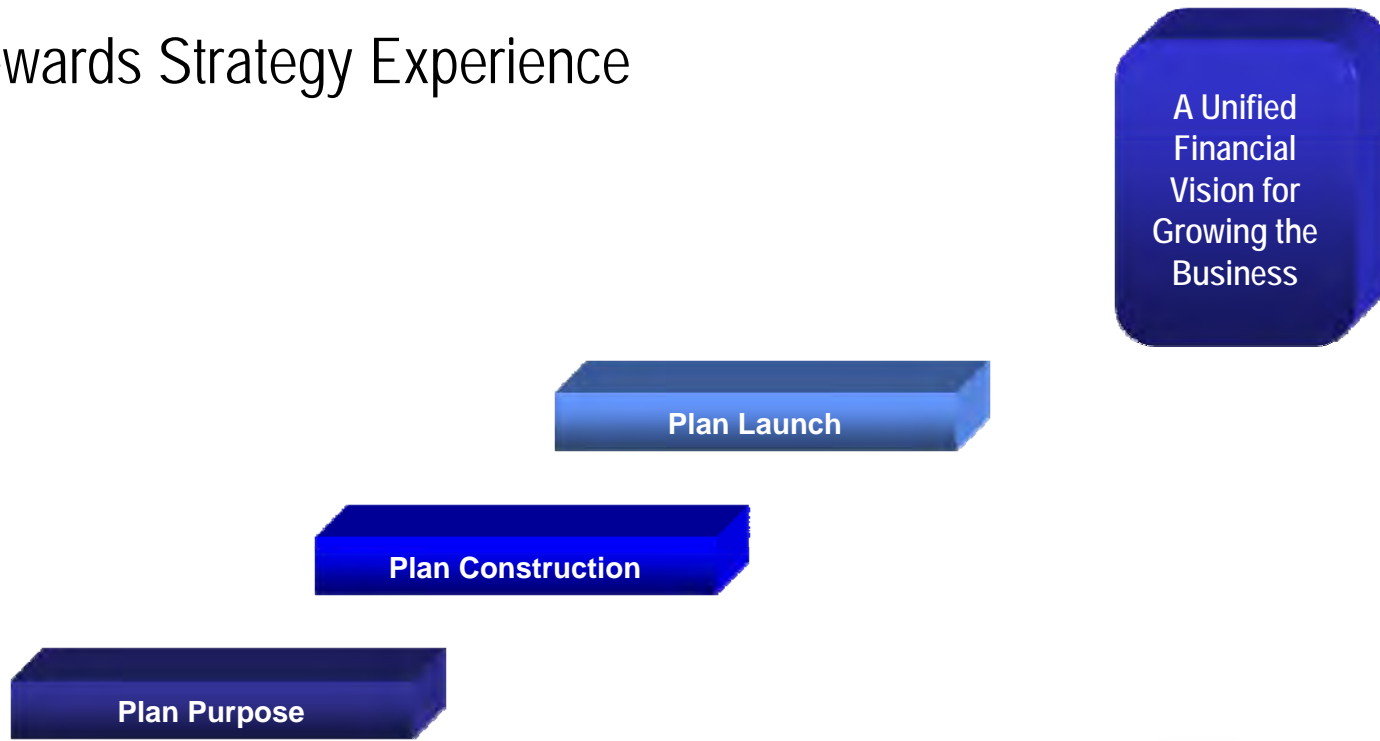 wards Strategy Experience
A Unified
Financial
Vision for
Growing the
Business
Plan Launch
Plan Construction
Plan Purpose